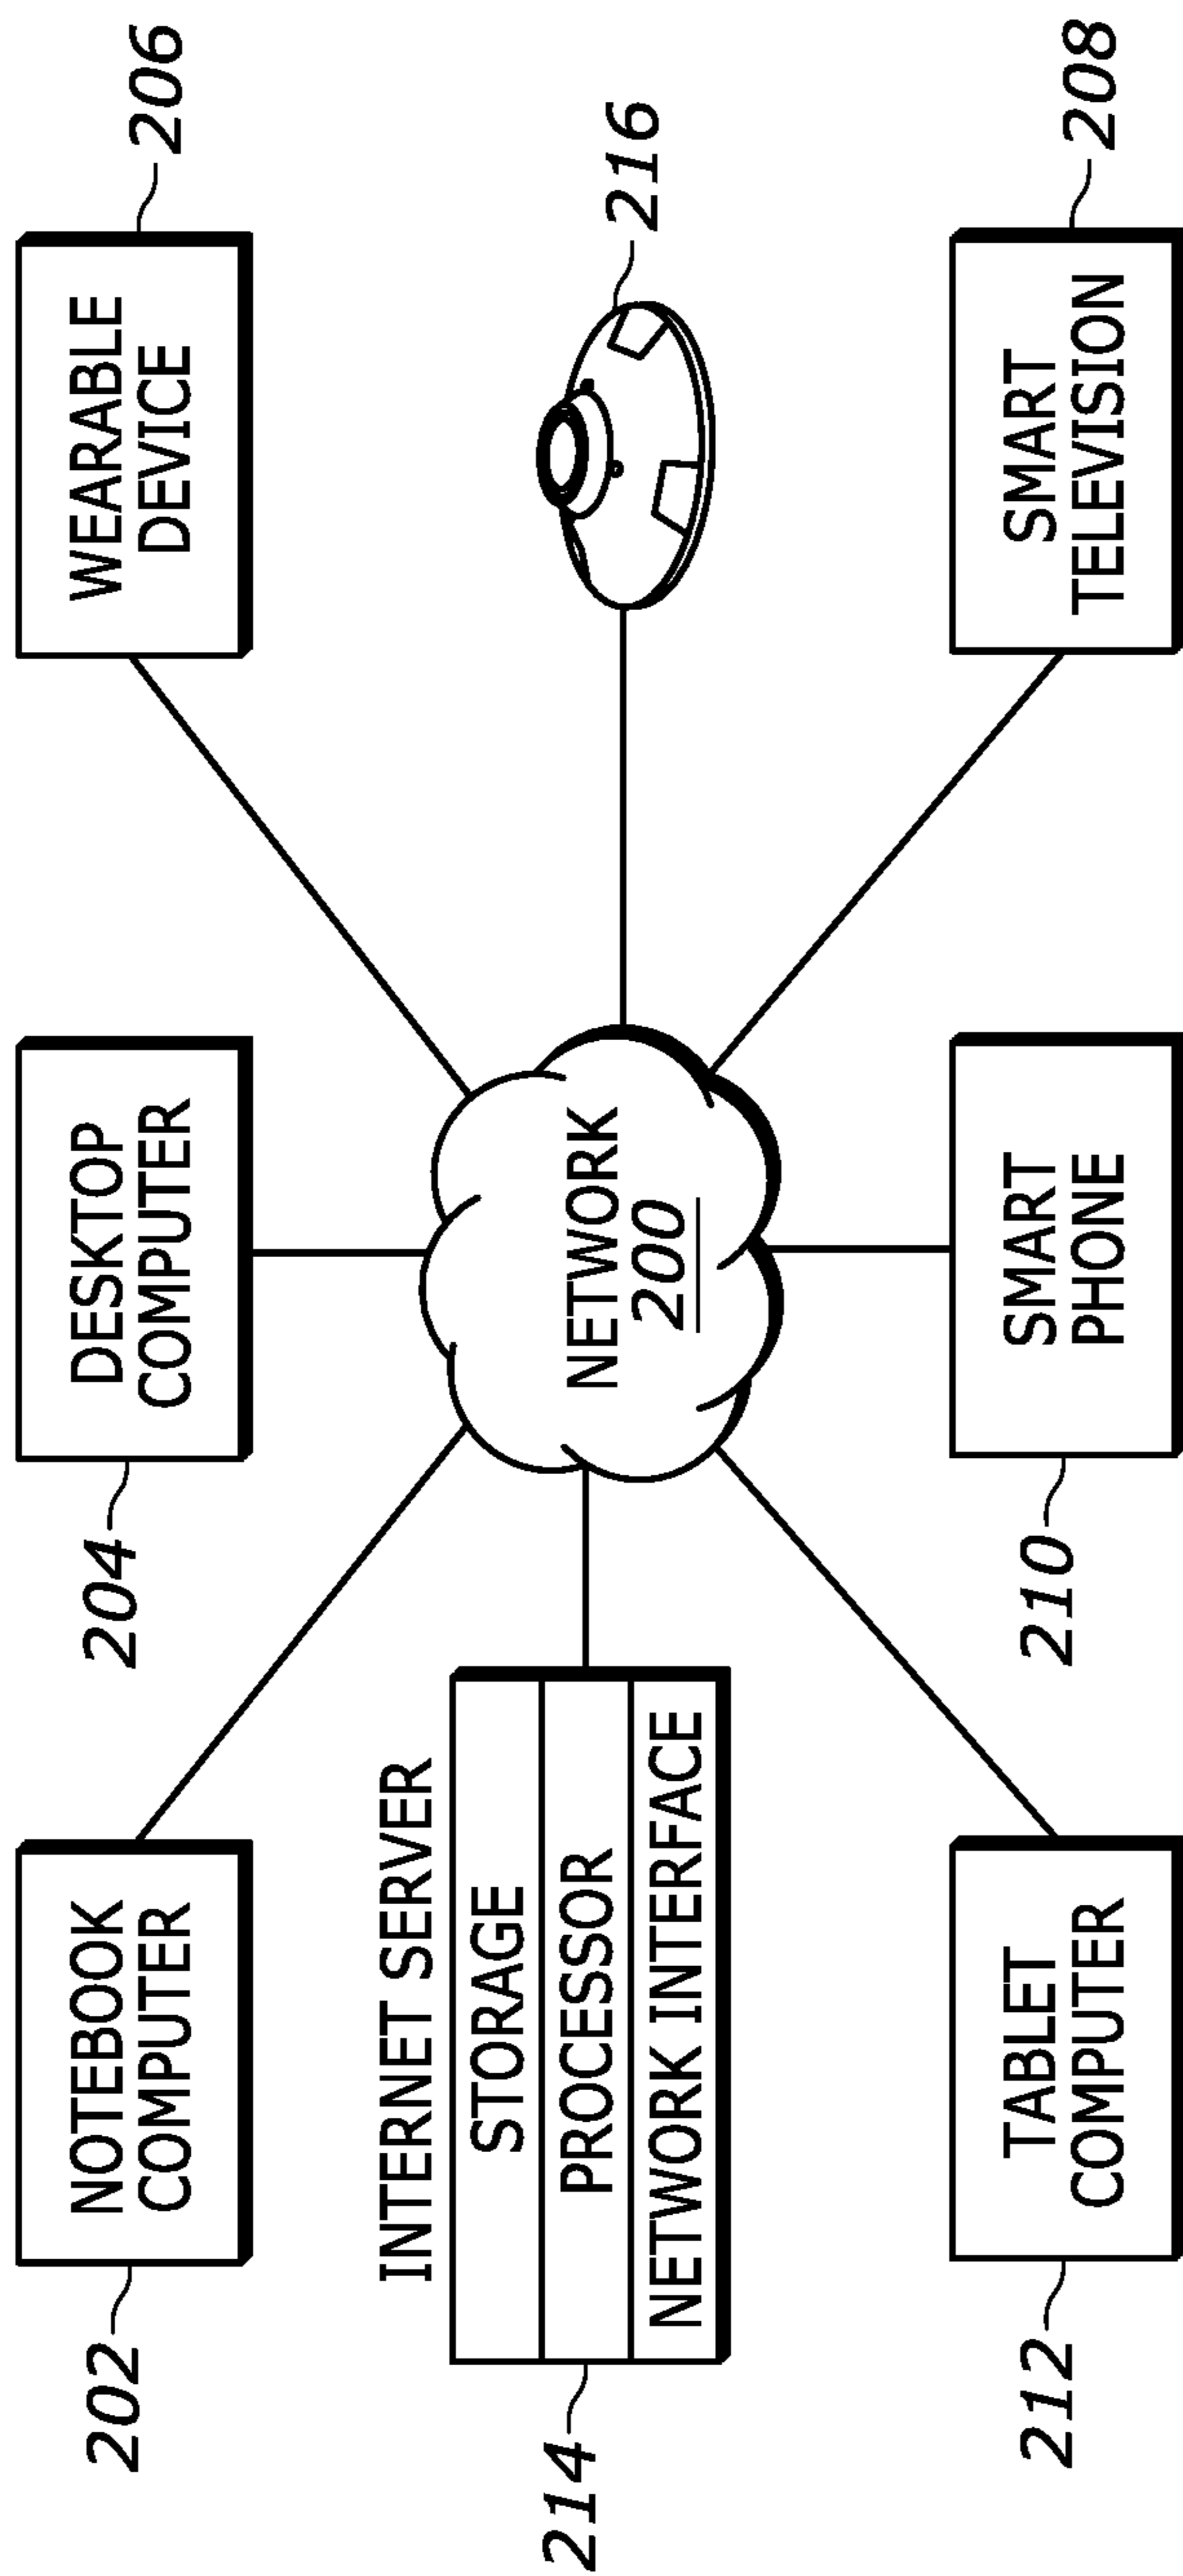 NOTEBOOK
COMPUTER
202
DESKTOP
COMPUTER
204
WEARABLE
DEVICE
206
INTERNET SERVER
STORAGE
PROCESSOR
NETWORK INTERFACE
214
NETWORK
200
216
TABLET
COMPUTER
212
SMART
PHONE
210
SMART
TELEVISION
208